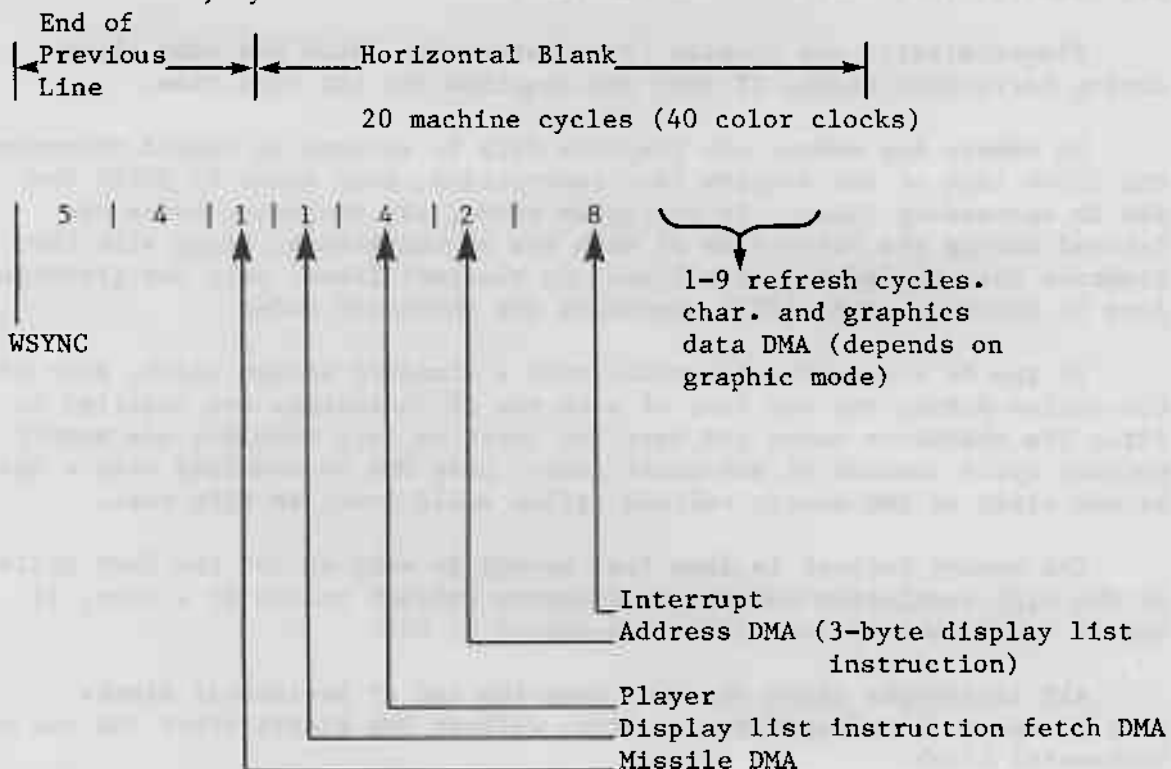 End of
Previous
Line
Horizontal Blank
20 machine cycles (40 color clocks)
5 | 4 | 1 | 1 | 4 | 2 | 8
WSYNC
1-9 refresh cycles.
char. and graphics
data DMA (depends on
graphic mode)
Interrupt
Address DMA (3-byte display list
instruction)
Player
Display list instruction fetch DMA
Missile DMA